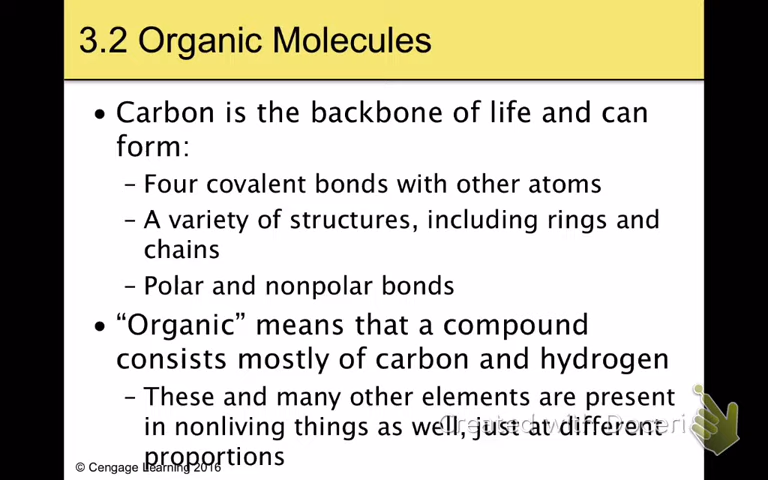 3.2 Organic Molecules
• Carbon is the backbone of life and can
form:
– Four covalent bonds with other atoms
– A variety of structures, including rings and
chains
– Polar and nonpolar bonds
• “Organic” means that a compound
consists mostly of carbon and hydrogen
– These and many other elements are present
in nonliving things as well, just at different
Created with Doceri
proportions
© Cengage Learning 2016